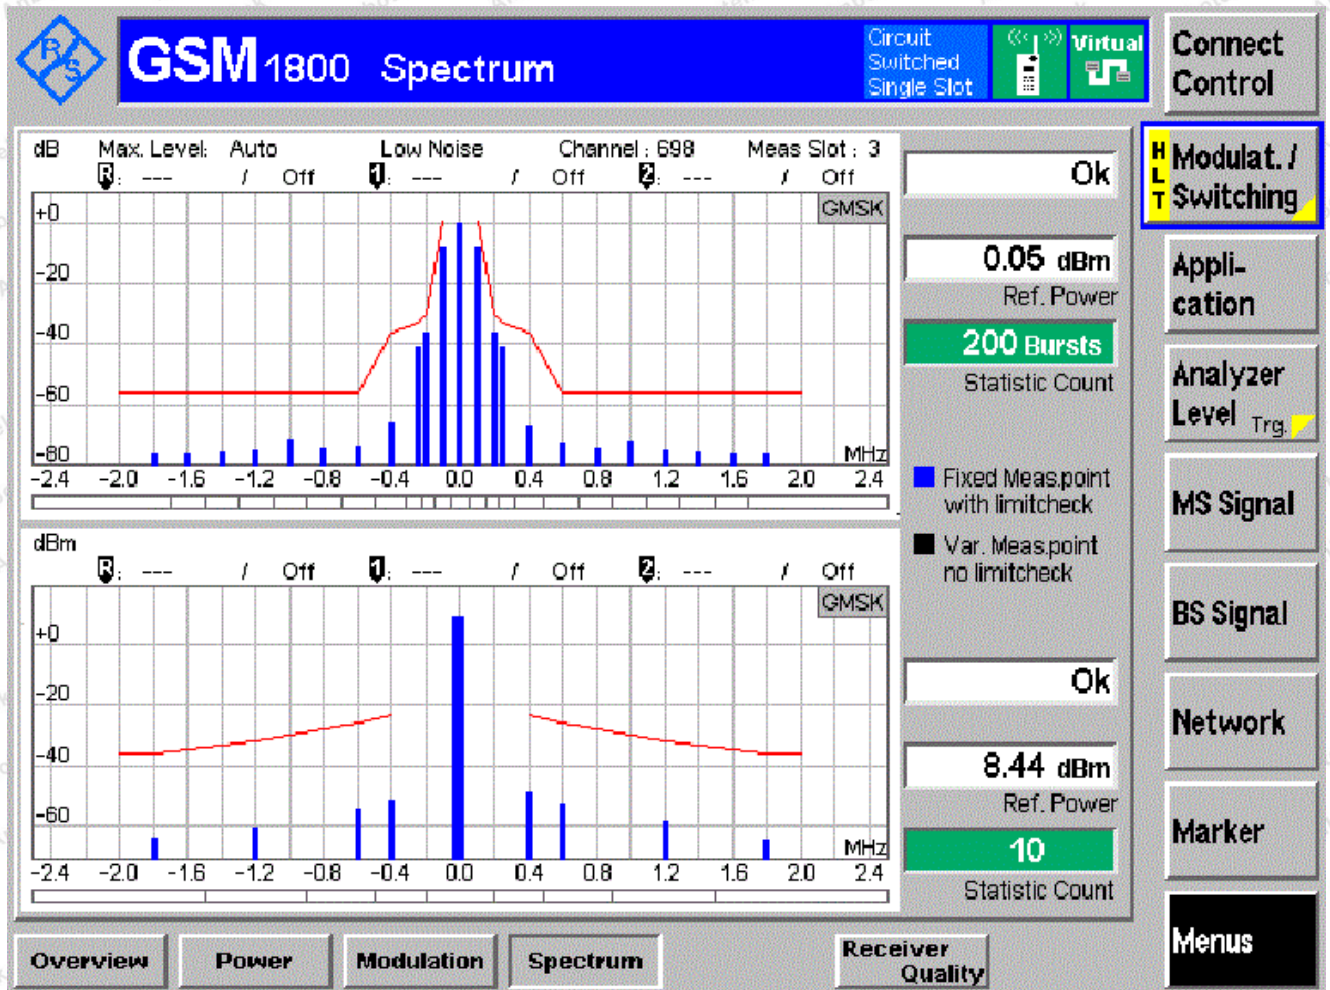 R/S
GSM 1800 Spectrum
Circuit
Switched
Single Slot
Virtual
Connect
Control
dB Max. Level: Auto Low Noise Channel : 698 Meas Slot : 3
R: --- / Off 1: --- / Off 2: --- / Off
GMSK
+0
-20
-40
-60
-80
MHz
-2.4 -2.0 -1.6 -1.2 -0.8 -0.4 0.0 0.4 0.8 1.2 1.6 2.0 2.4
Ok
0.05 dBm
Ref. Power
200 Bursts
Statistic Count
Fixed Meas.point
with limitcheck
Var. Meas.point
no limitcheck
dBm
R: --- / Off 1: --- / Off 2: --- / Off
GMSK
+0
-20
-40
-60
MHz
-2.4 -2.0 -1.6 -1.2 -0.8 -0.4 0.0 0.4 0.8 1.2 1.6 2.0 2.4
Ok
8.44 dBm
Ref. Power
10
Statistic Count
HLT
Modulat. /
Switching
Appli-
cation
Analyzer
Level Trg.
MS Signal
BS Signal
Network
Marker
Menus
Overview Power Modulation Spectrum Receiver
Quality